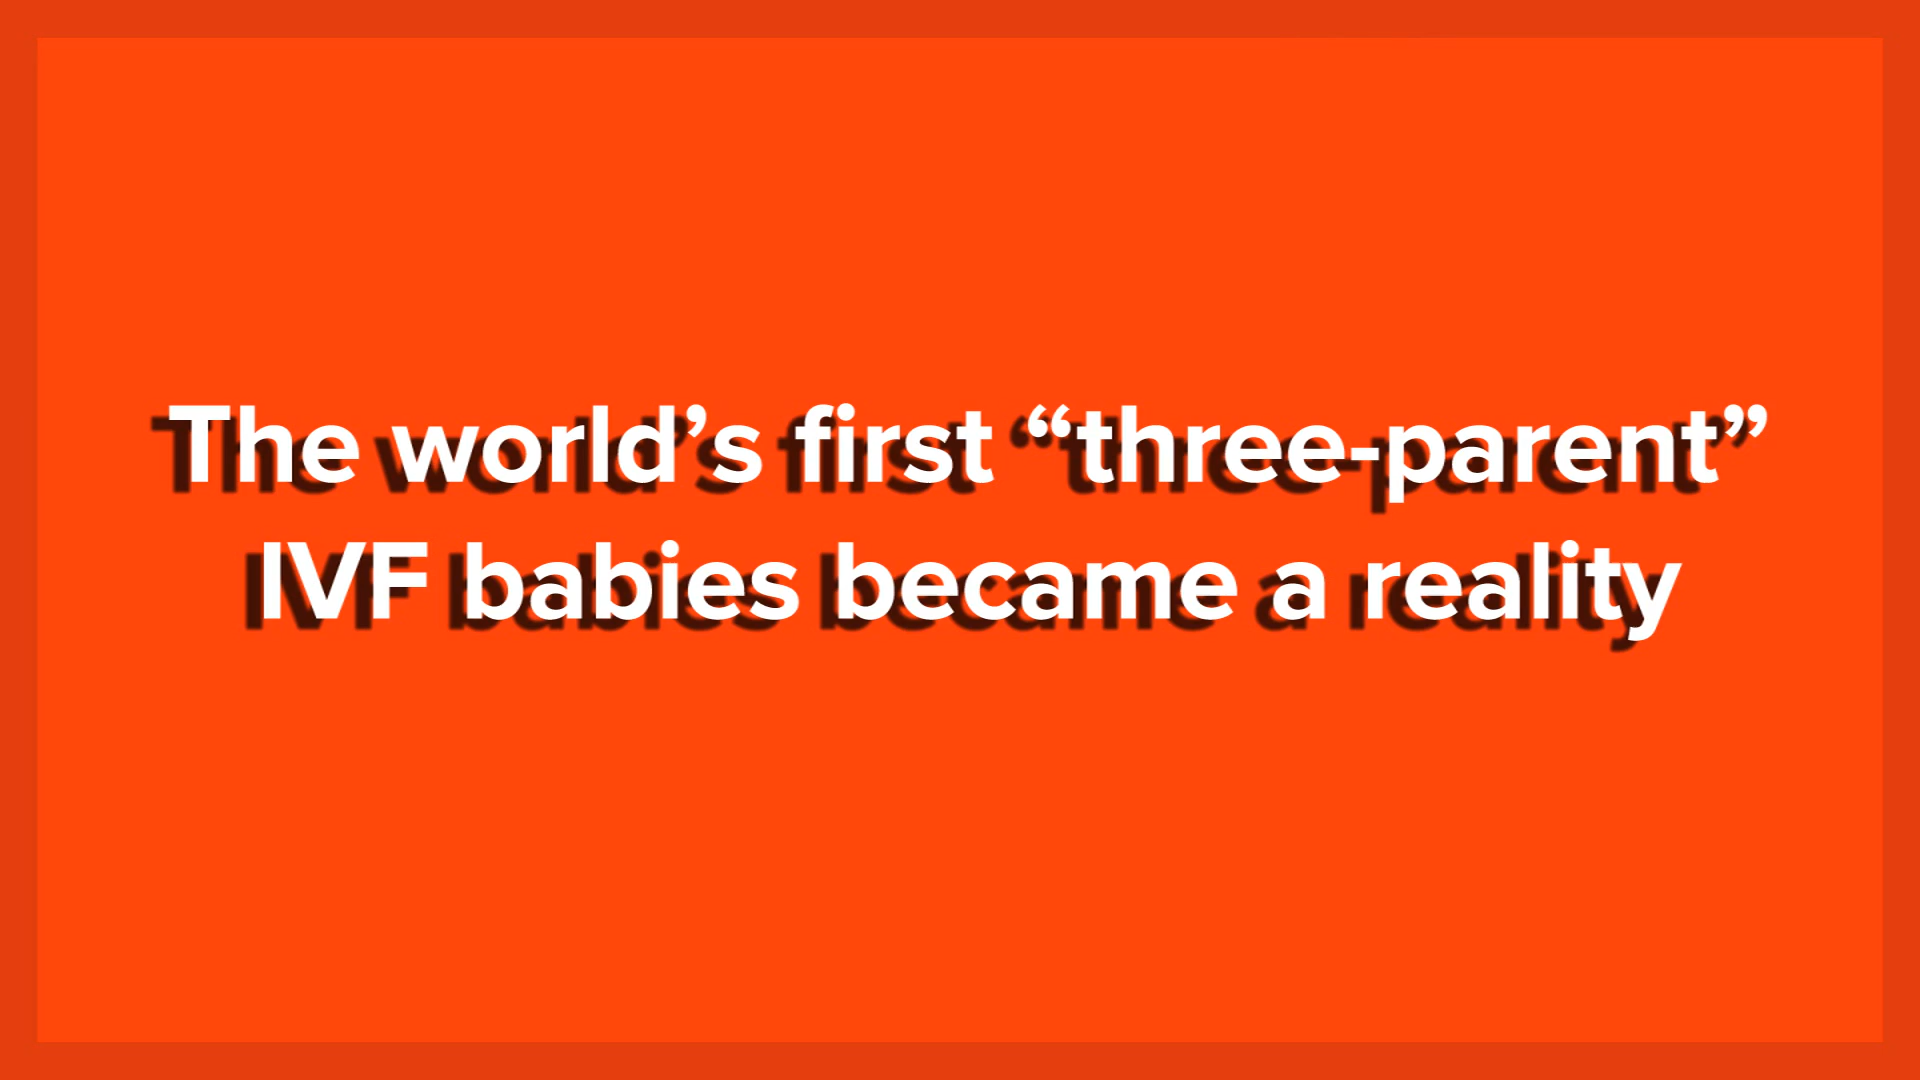 The world’s first “three-parent”
IVF babies became a reality